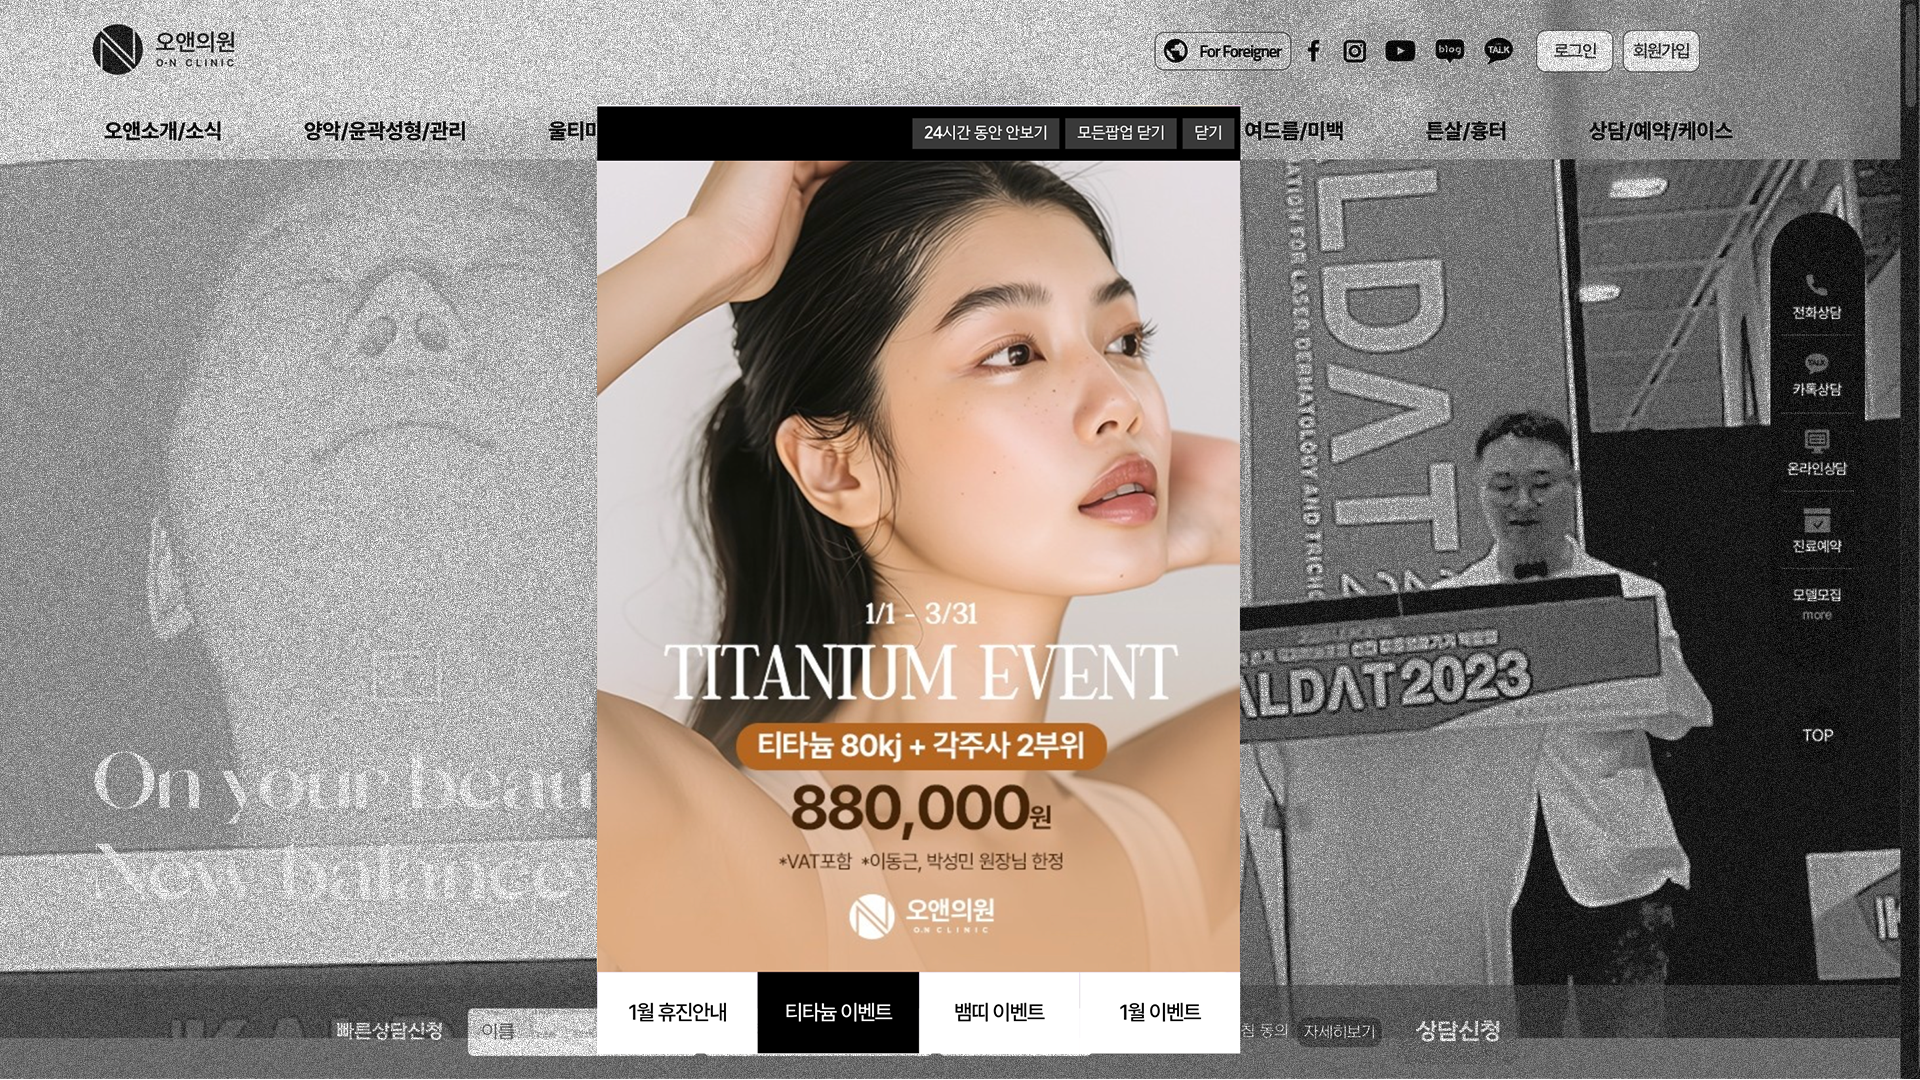 오앤의원
O·N CLINIC
For Foreigner
blog
TALK
로그인
회원가입
오앤소개/소식
양악/윤곽성형/관리
울티마
여드름/미백
튼살/흉터
상담/예약/케이스
24시간 동안 안보기
모든팝업 닫기
닫기
1/1 - 3/31
TITANIUM EVENT
티타늄 80kj + 각주사 2부위
880,000원
*VAT포함 *이동근, 박성민 원장님 한정
오앤의원
O.N CLINIC
1월 휴진안내
티타늄 이벤트
뱀띠 이벤트
1월 이벤트
On your beau
New balance
LDAT
ATION FOR LASER DERMATOLOGY AND TRICHO
ALDAT 2023
전화상담
TALK
카톡상담
온라인상담
진료예약
모델모집
more
TOP
빠른상담신청
이름
침 동의
자세히보기
상담신청